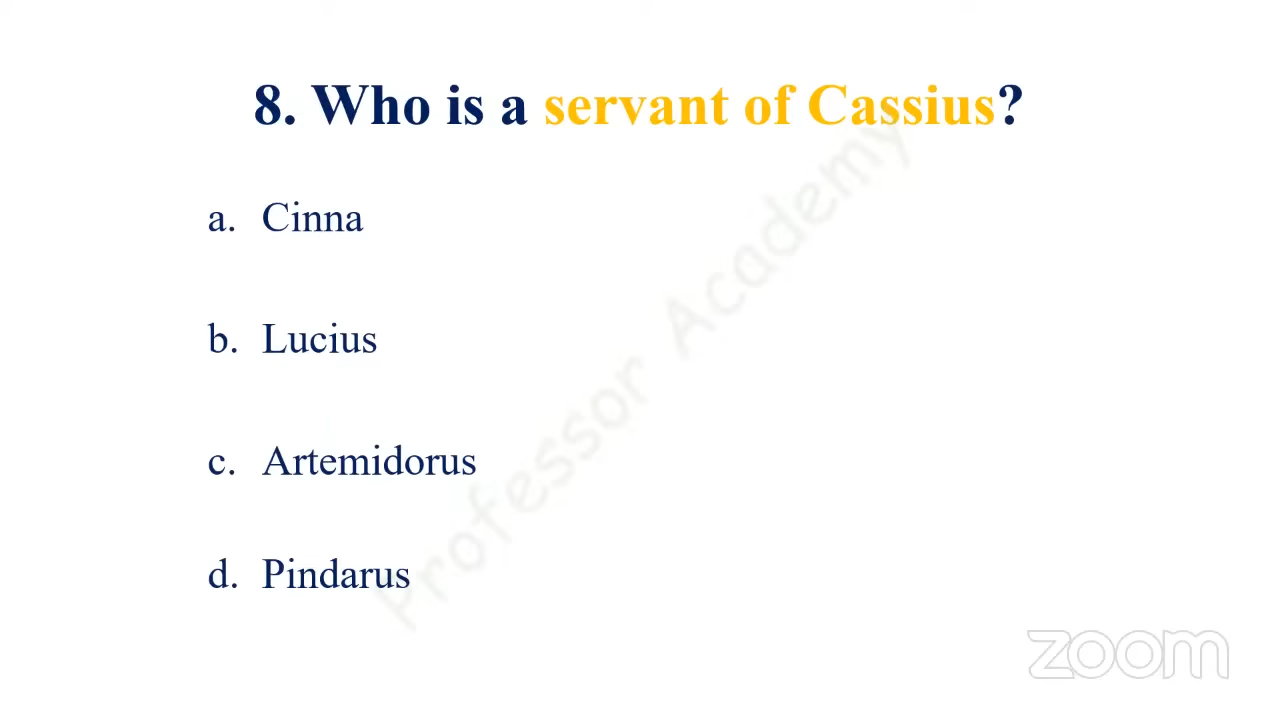 8. Who is a servant of Cassius?
a. Cinna
b. Lucius
c. Artemidorus
d. Pindarus
Professor Academy
zoom